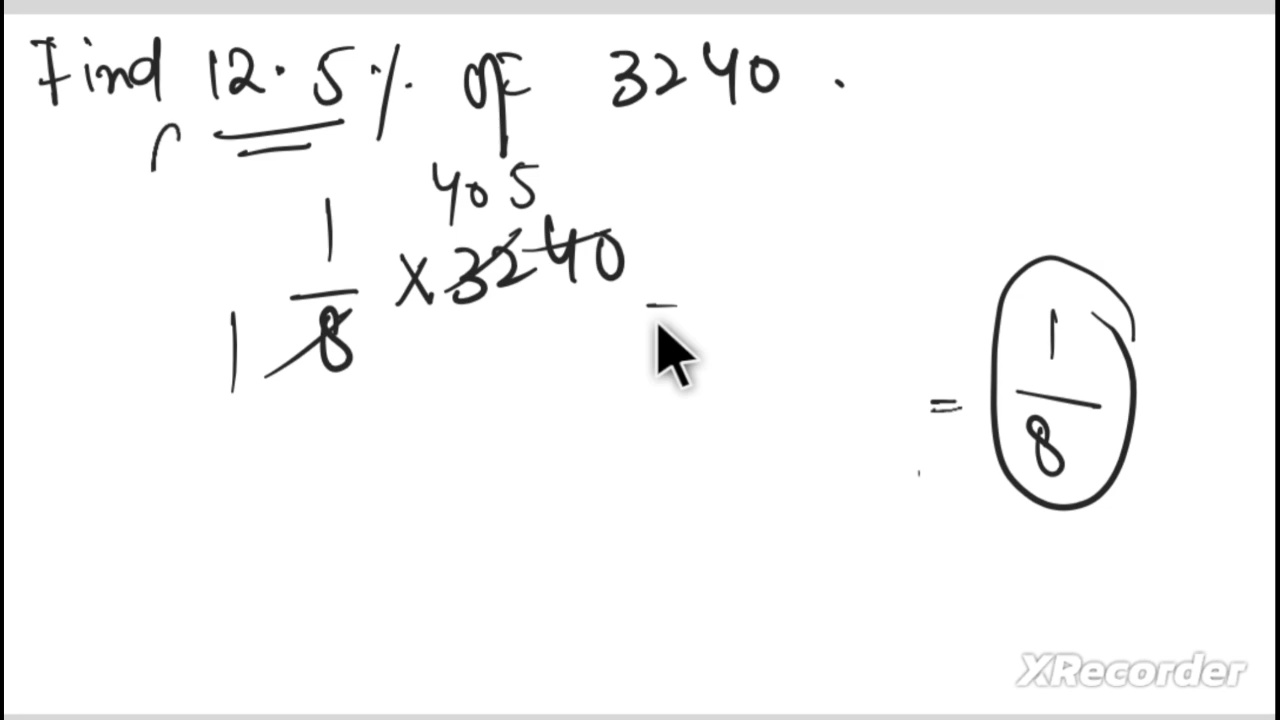 Find 12.5% of 3240.
405
1/8 × 3240 =
1
= 1/8
XRecorder